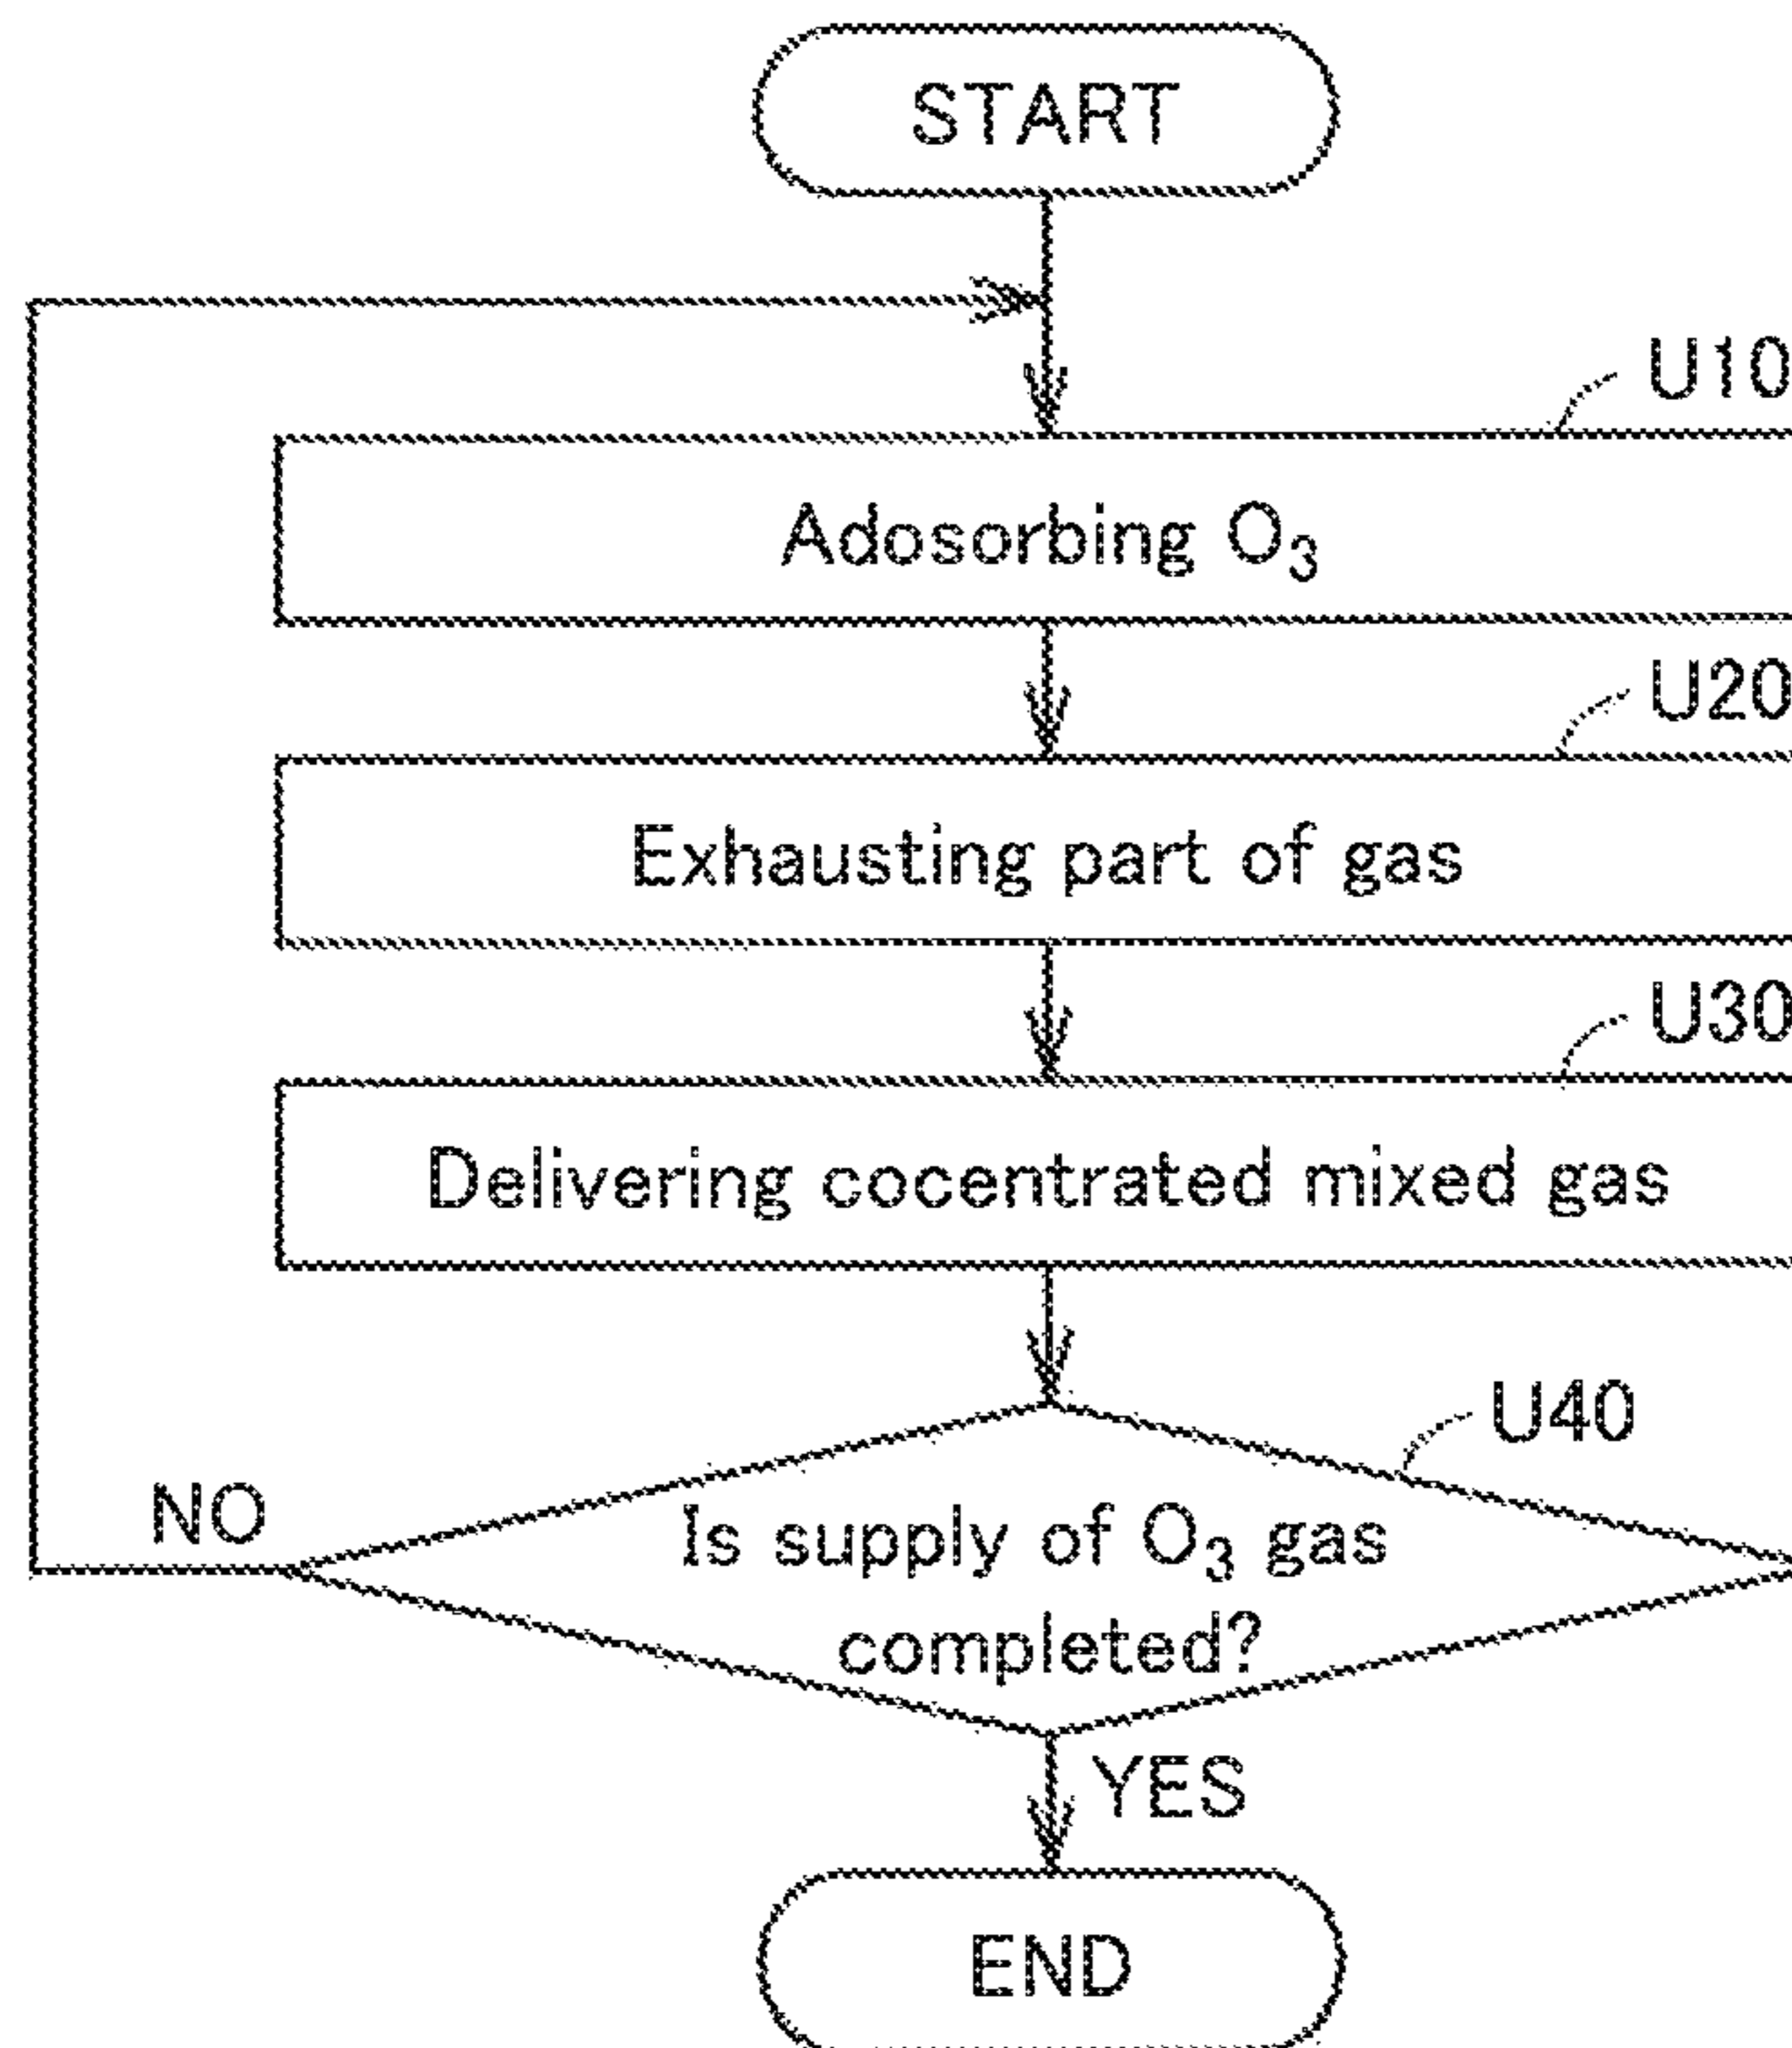 START
U10
Adosorbing O₃
U20
Exhausting part of gas
U30
Delivering cocentrated mixed gas
U40
NO
Is supply of O₃ gas
completed?
YES
END